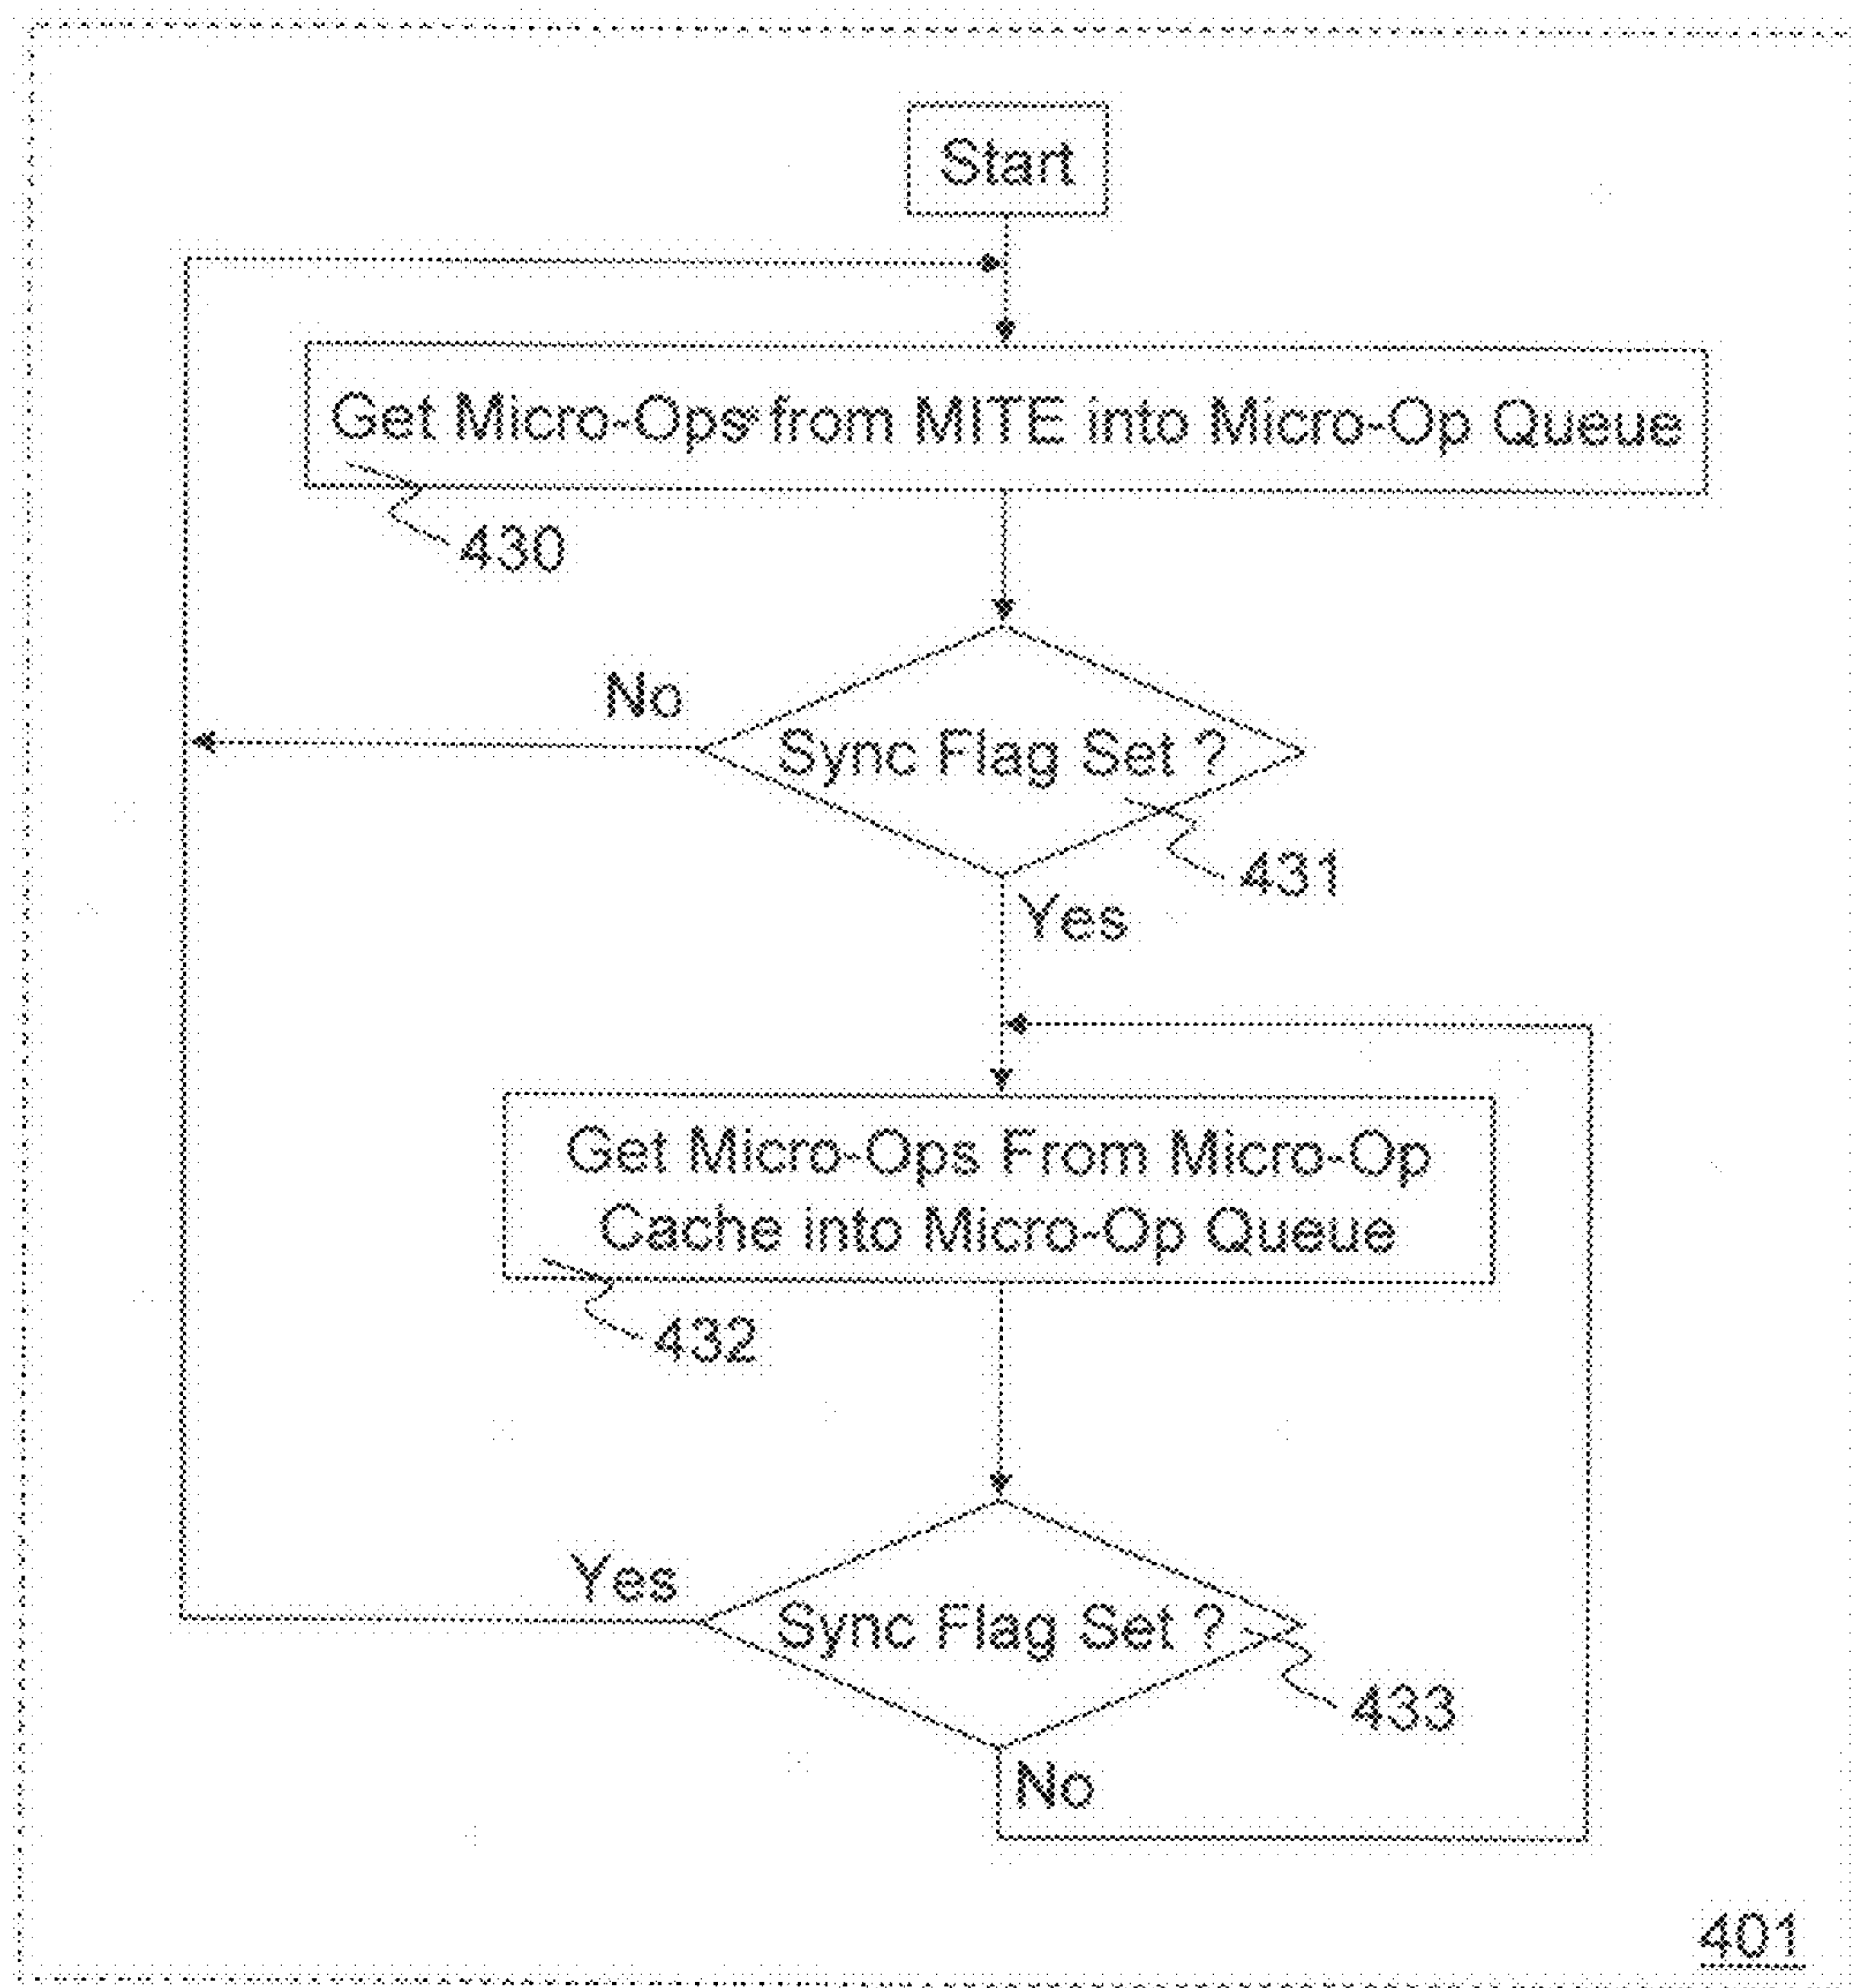 Start
Get Micro-Ops from MITE into Micro-Op Queue
430
No
Sync Flag Set ?
431
Yes
Get Micro-Ops From Micro-Op
Cache into Micro-Op Queue
432
Yes
Sync Flag Set ?
433
No
401